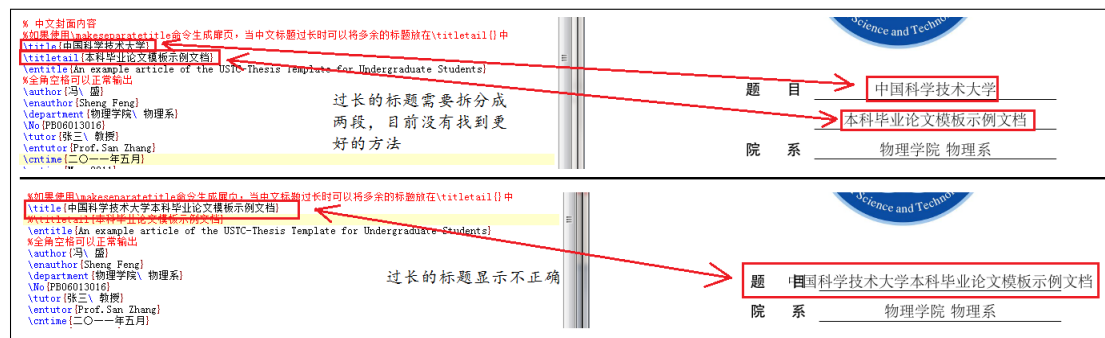 % 中文封面内容
%如果使用\makeseparatetitle命令生成扉页，当中文标题过长时可以将多余的标题放在\titletail{}中
\title{中国科学技术大学}
\titletail{本科毕业论文模板示例文档}
\entitle{An example article of the USTC-Thesis Template for Undergraduate Students}
%全角空格可以正常输出
\author{冯\ 盛}
\enauthor{Sheng Feng}
\department{物理学院\ 物理系}
\No{PB06013016}
\tutor{张三\ 教授}
\entutor{Prof.San Zhang}
\cntime{二〇一一年五月}
过长的标题需要拆分成
两段，目前没有找到更
好的方法
Science and Techno
题 目 中国科学技术大学
本科毕业论文模板示例文档
院 系 物理学院 物理系
%如果使用\makeseparatetitle命令生成扉页，当中文标题过长时可以将多余的标题放在\titletail{}中
\title{中国科学技术大学本科毕业论文模板示例文档}
%\titletail{本科毕业论文模板示例文档}
\entitle{An example article of the USTC-Thesis Template for Undergraduate Students}
%全角空格可以正常输出
\author{冯\ 盛}
\enauthor{Sheng Feng}
\department{物理学院\ 物理系}
\No{PB06013016}
\tutor{张三\ 教授}
\entutor{Prof.San Zhang}
\cntime{二〇一一年五月}
过长的标题显示不正确
Science and Techno
题 目 中国科学技术大学本科毕业论文模板示例文档
院 系 物理学院 物理系